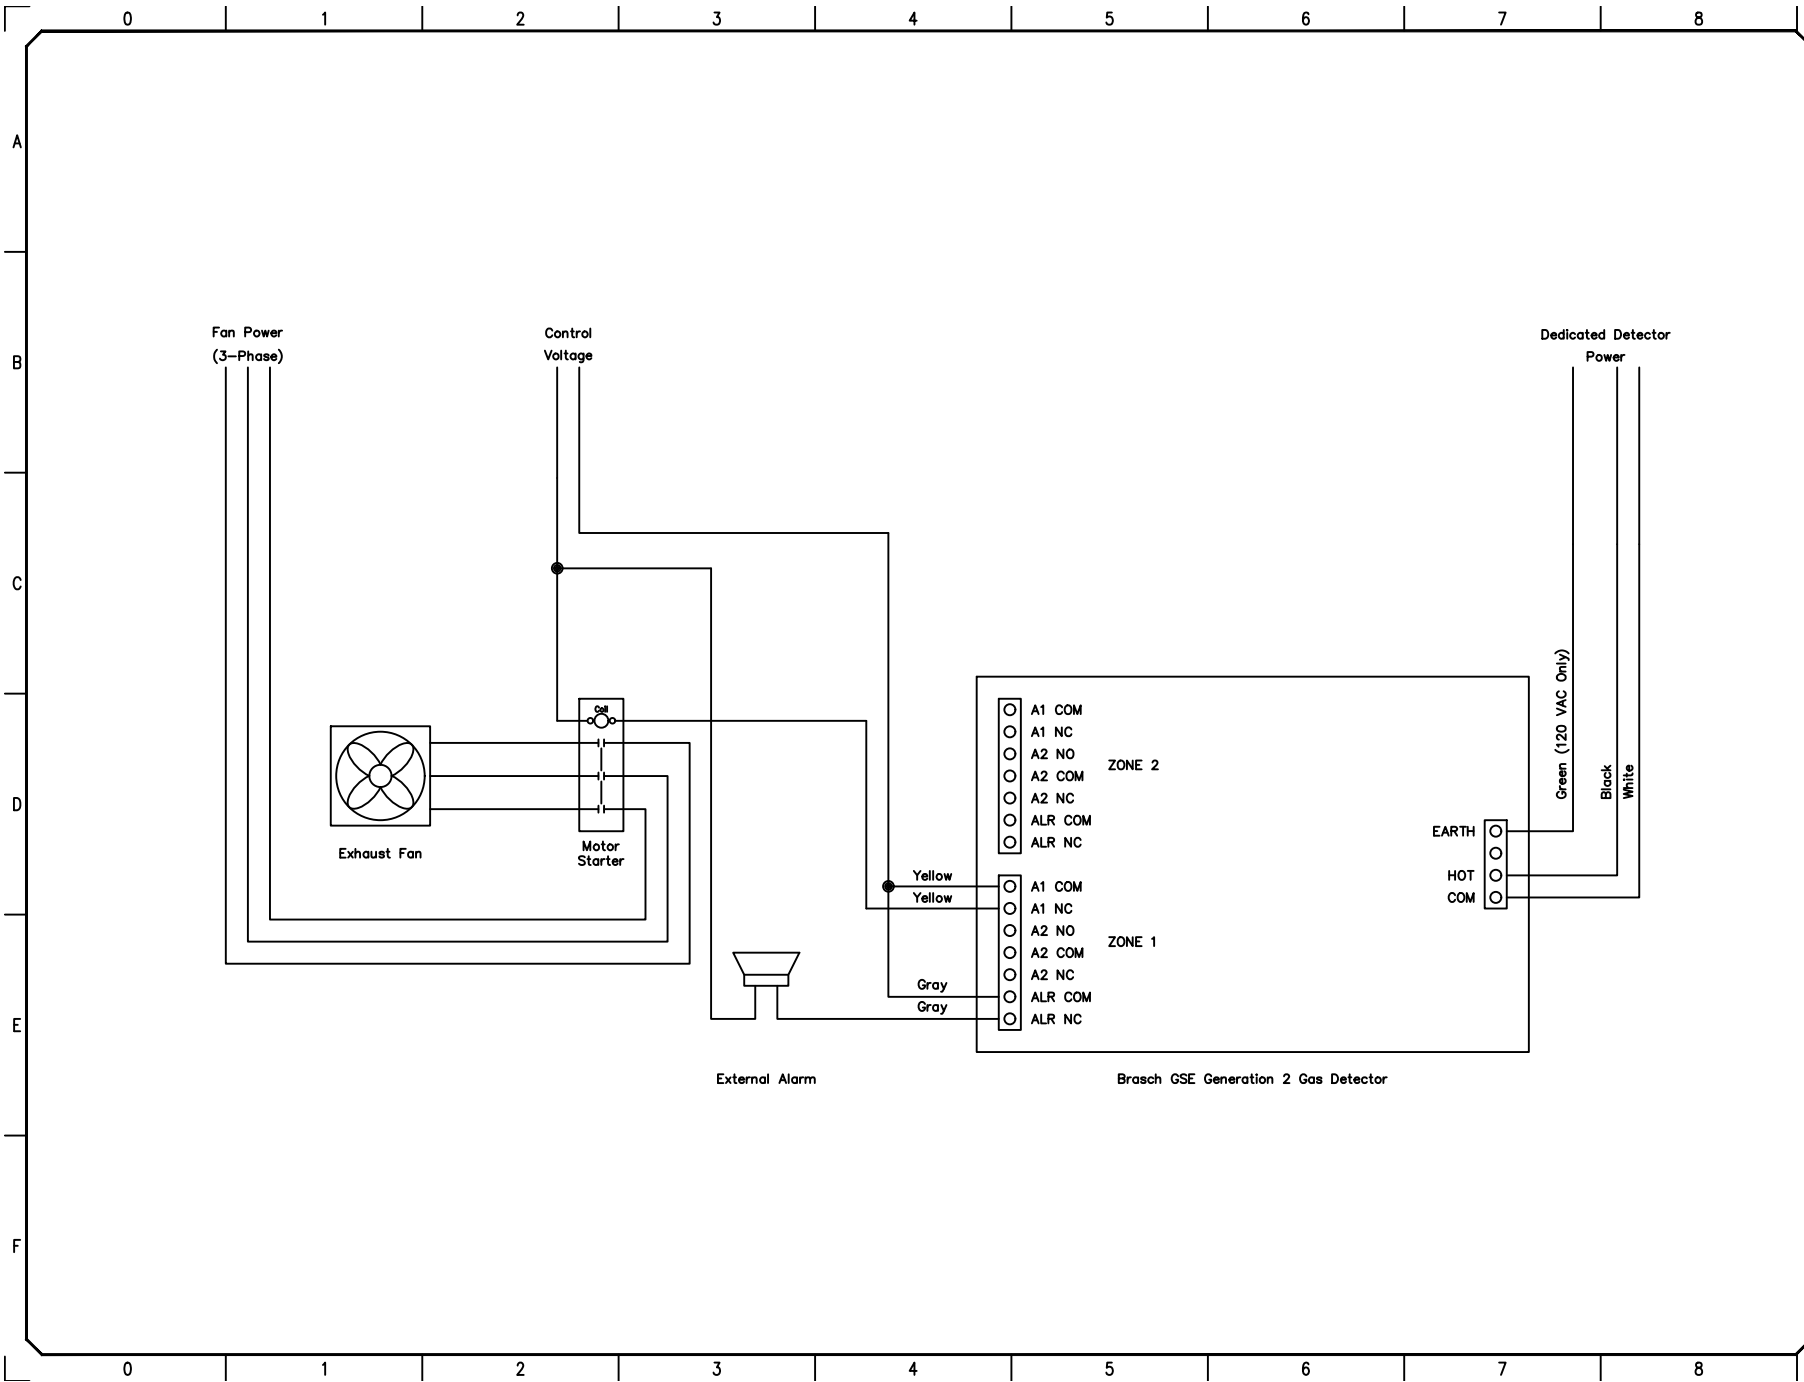 0 1 2 3 4 5 6 7 8
A
B
C
D
E
F
Fan Power
(3-Phase)
Control
Voltage
Dedicated Detector
Power
Green (120 VAC Only)
Black
White
Coil
Exhaust Fan
Motor
Starter
A1 COM
A1 NC
A2 NO
A2 COM
A2 NC
ALR COM
ALR NC
ZONE 2
EARTH
HOT
COM
Yellow
Yellow
Gray
Gray
A1 COM
A1 NC
A2 NO
A2 COM
A2 NC
ALR COM
ALR NC
ZONE 1
External Alarm
Brasch GSE Generation 2 Gas Detector
0 1 2 3 4 5 6 7 8